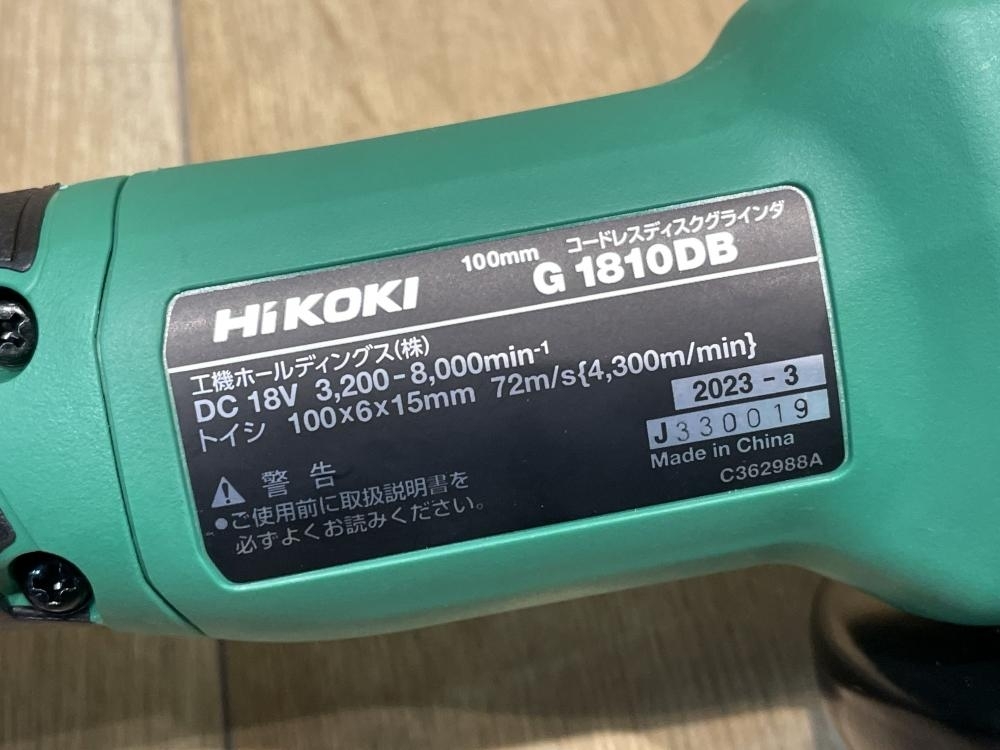 100mm コードレスディスクグラインダ
HiKOKI G 1810DB
工機ホールディングス(株)
DC 18V 3,200-8,000min-1
トイシ 100×6×15mm 72m/s{4,300m/min}
2023-3
J330019
Made in China
C362988A
警告
●ご使用前に取扱説明書を
必ずよくお読みください。